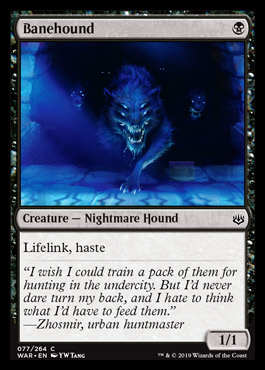 Banehound
Creature — Nightmare Hound
Lifelink, haste
“I wish I could train a pack of them for
hunting in the undercity. But I’d never
dare turn my back, and I hate to think
what I’d have to feed them.”
—Zhosmir, urban huntmaster
1/1
077/264 C
WAR • EN YW Tang
™ & © 2019 Wizards of the Coast